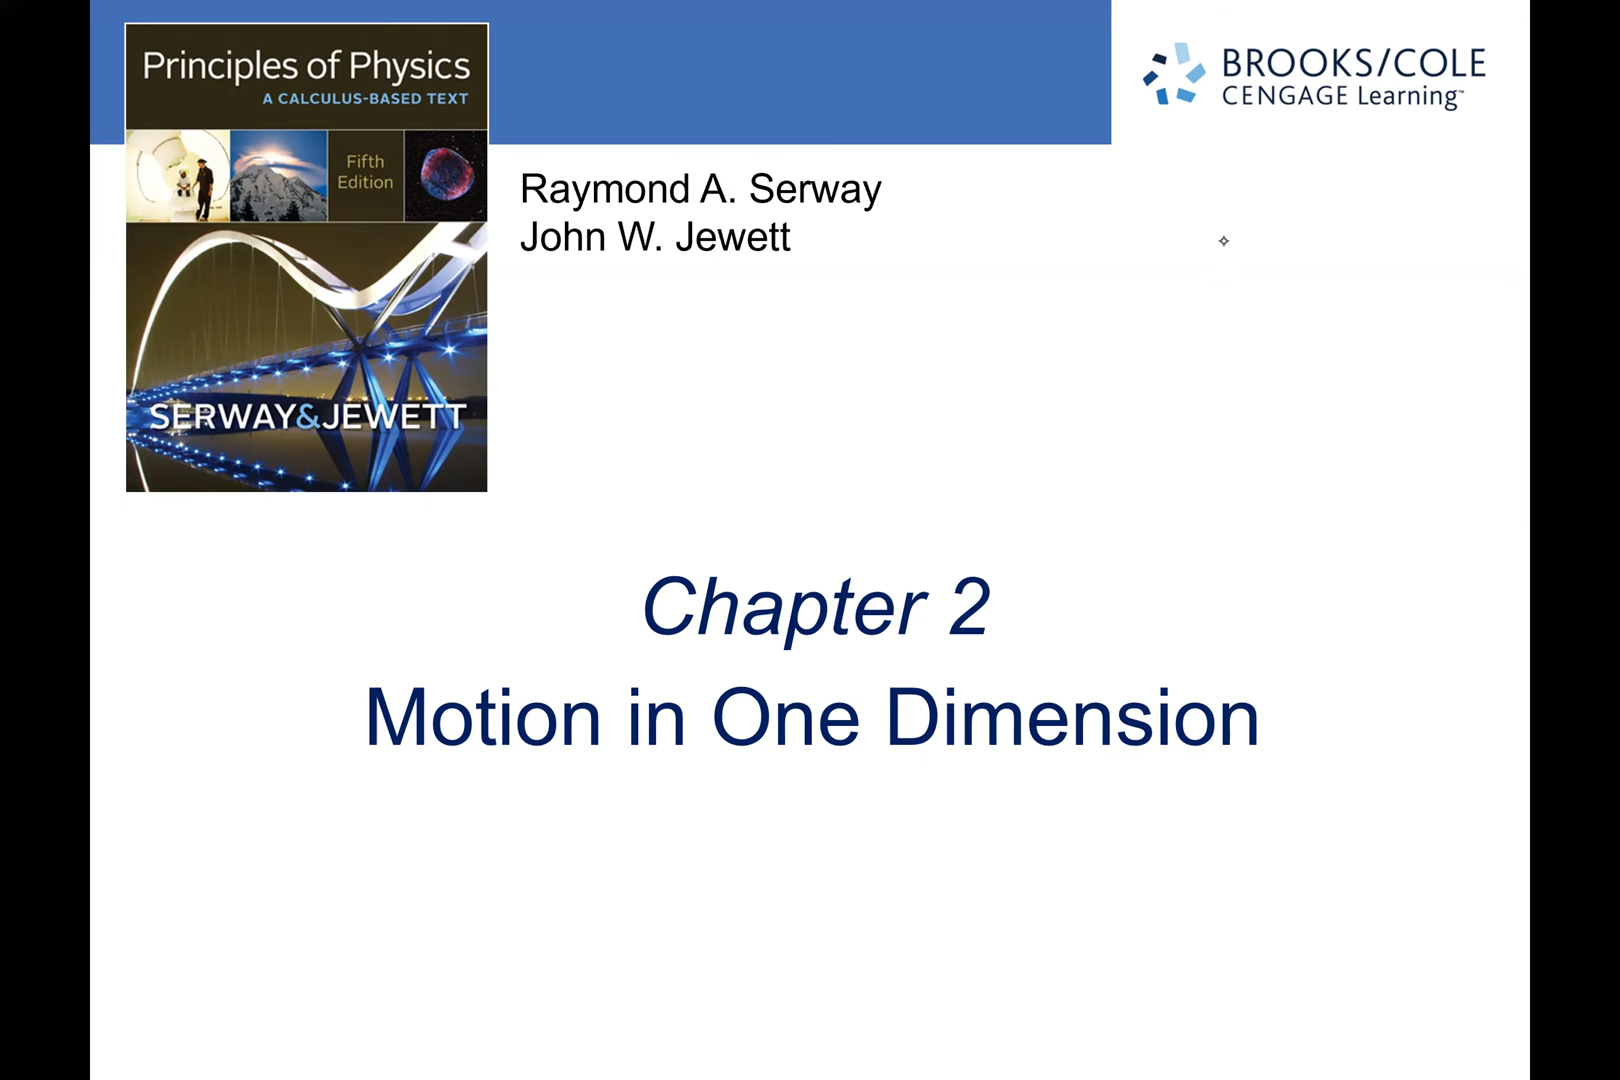 Principles of Physics
A CALCULUS-BASED TEXT
Fifth
Edition
SERWAY&JEWETT
BROOKS/COLE
CENGAGE Learning™
Raymond A. Serway
John W. Jewett
Chapter 2
Motion in One Dimension